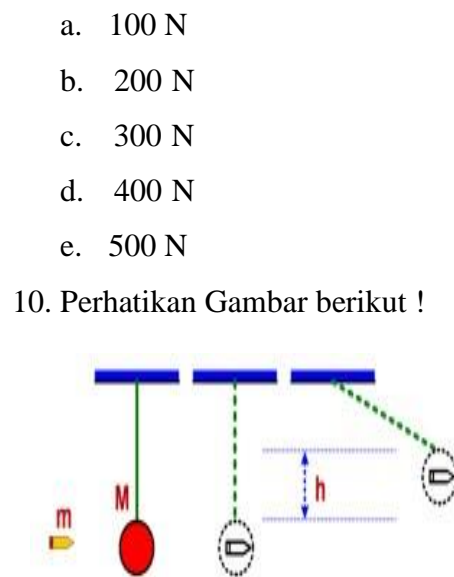 a. 100 N
b. 200 N
c. 300 N
d. 400 N
e. 500 N
10. Perhatikan Gambar berikut !
M
h
m